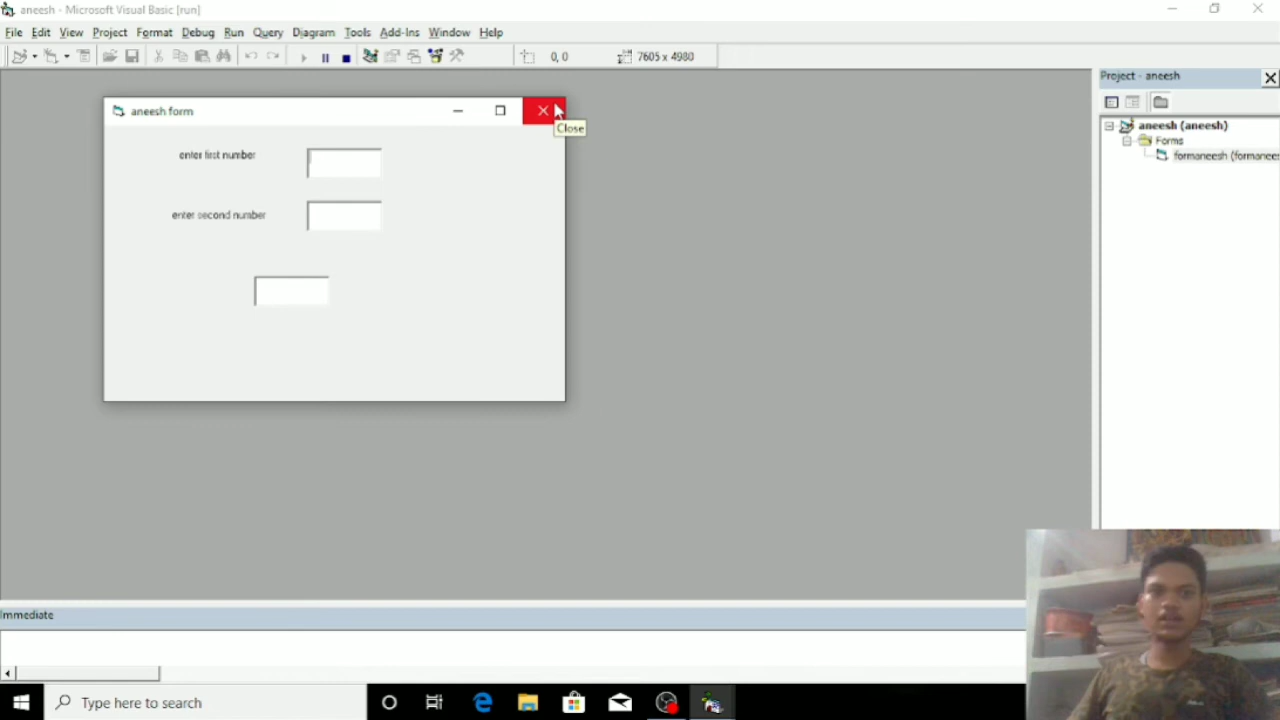 aneesh - Microsoft Visual Basic [run]
File Edit View Project Format Debug Run Query Diagram Tools Add-Ins Window Help
0, 0 7605 x 4980
Project - aneesh
aneesh form
Close
enter first number
enter second number
aneesh (aneesh)
Forms
formaneesh (formanees
Immediate
Type here to search